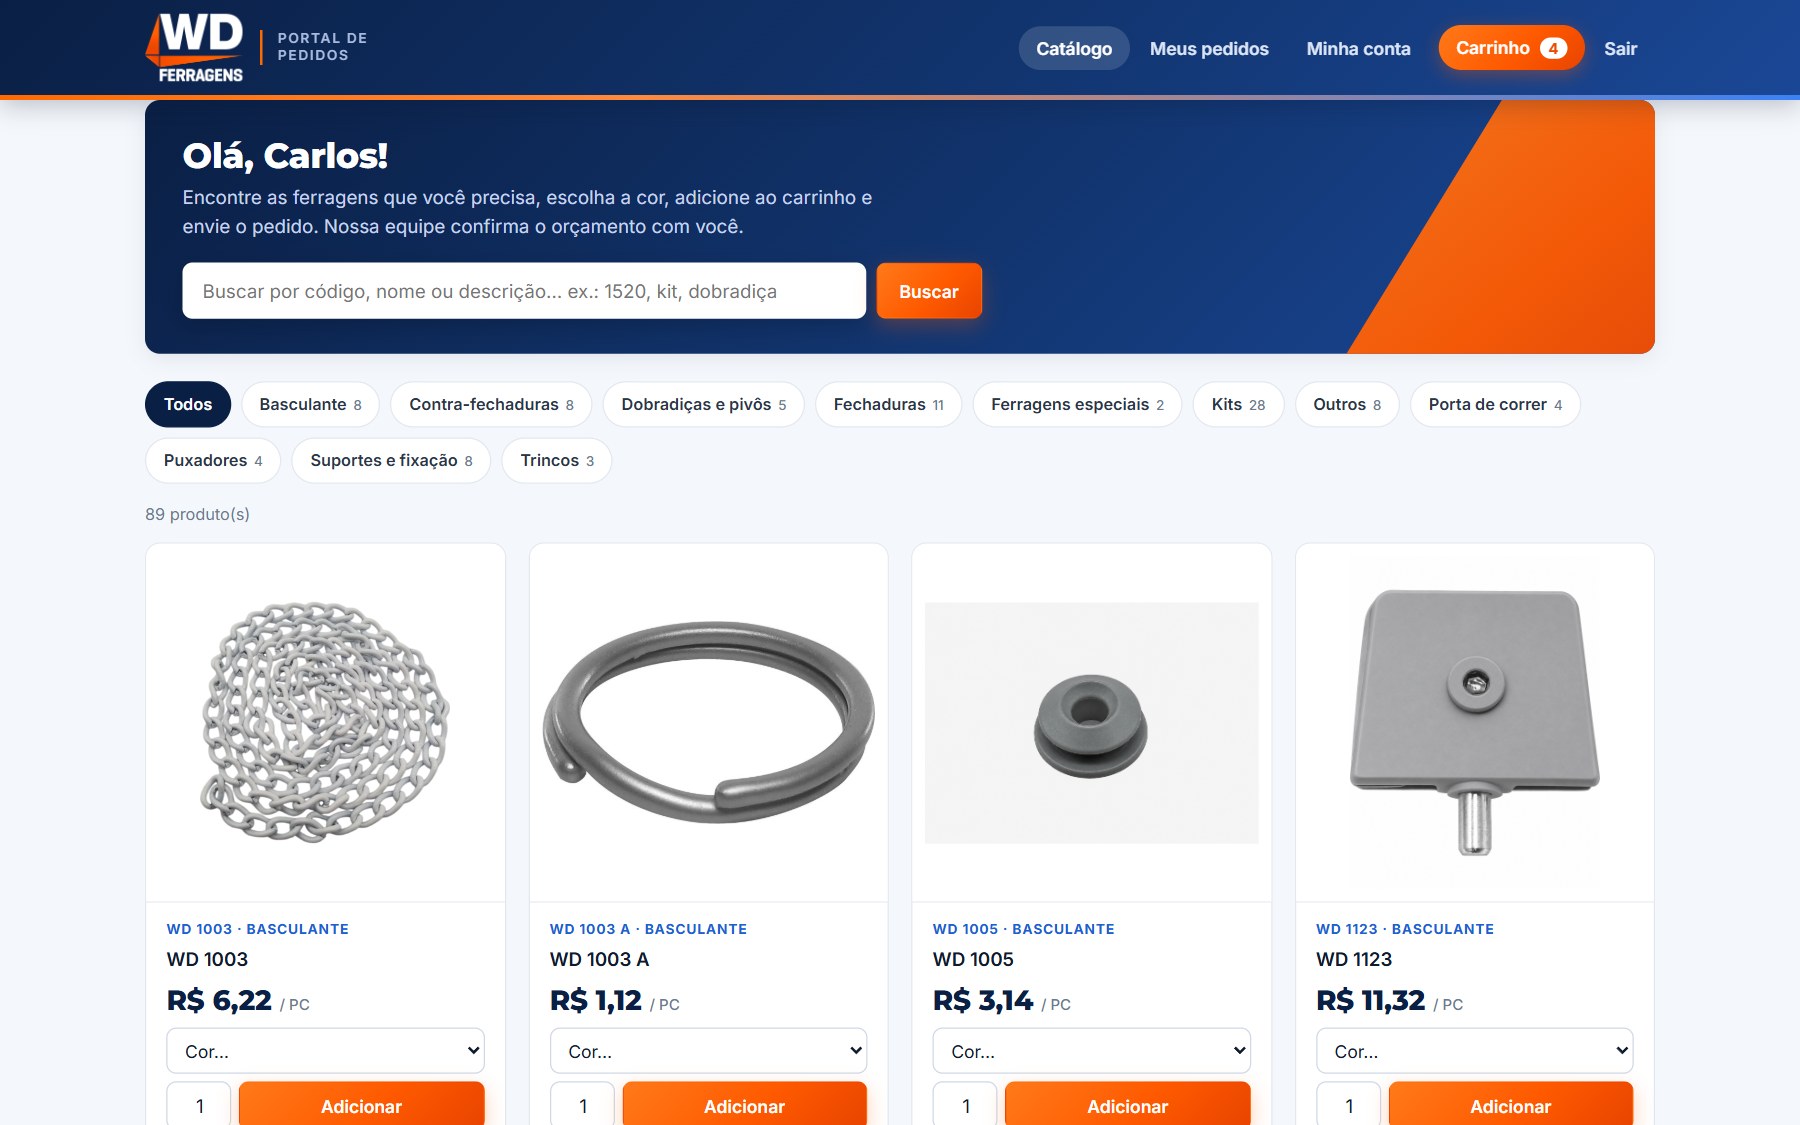 WD
FERRAGENS
PORTAL DE
PEDIDOS
Catálogo
Meus pedidos
Minha conta
Carrinho 4
Sair
Olá, Carlos!
Encontre as ferragens que você precisa, escolha a cor, adicione ao carrinho e
envie o pedido. Nossa equipe confirma o orçamento com você.
Buscar por código, nome ou descrição... ex.: 1520, kit, dobradiça
Buscar
Todos
Basculante 8
Contra-fechaduras 8
Dobradiças e pivôs 5
Fechaduras 11
Ferragens especiais 2
Kits 28
Outros 8
Porta de correr 4
Puxadores 4
Suportes e fixação 8
Trincos 3
89 produto(s)
WD 1003 · BASCULANTE
WD 1003
R$ 6,22 / PC
Cor...
1
Adicionar
WD 1003 A · BASCULANTE
WD 1003 A
R$ 1,12 / PC
Cor...
1
Adicionar
WD 1005 · BASCULANTE
WD 1005
R$ 3,14 / PC
Cor...
1
Adicionar
WD 1123 · BASCULANTE
WD 1123
R$ 11,32 / PC
Cor...
1
Adicionar